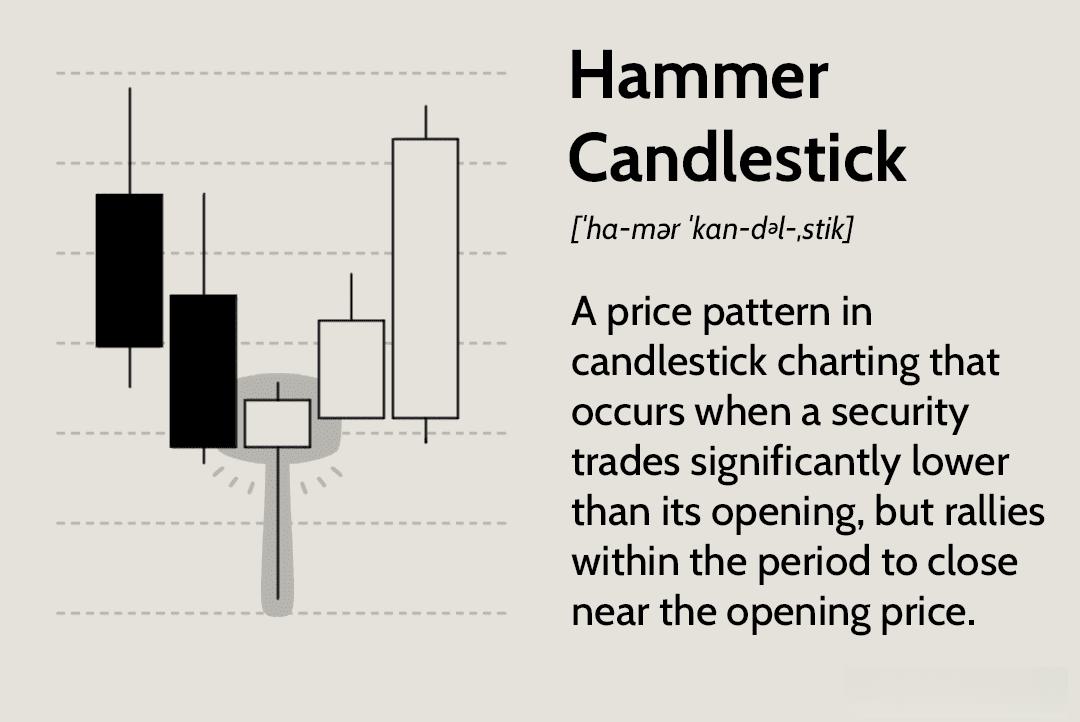 Hammer
Candlestick
[ˈha-mər ˈkan-dᵊl-ˌstik]
A price pattern in
candlestick charting that
occurs when a security
trades significantly lower
than its opening, but rallies
within the period to close
near the opening price.